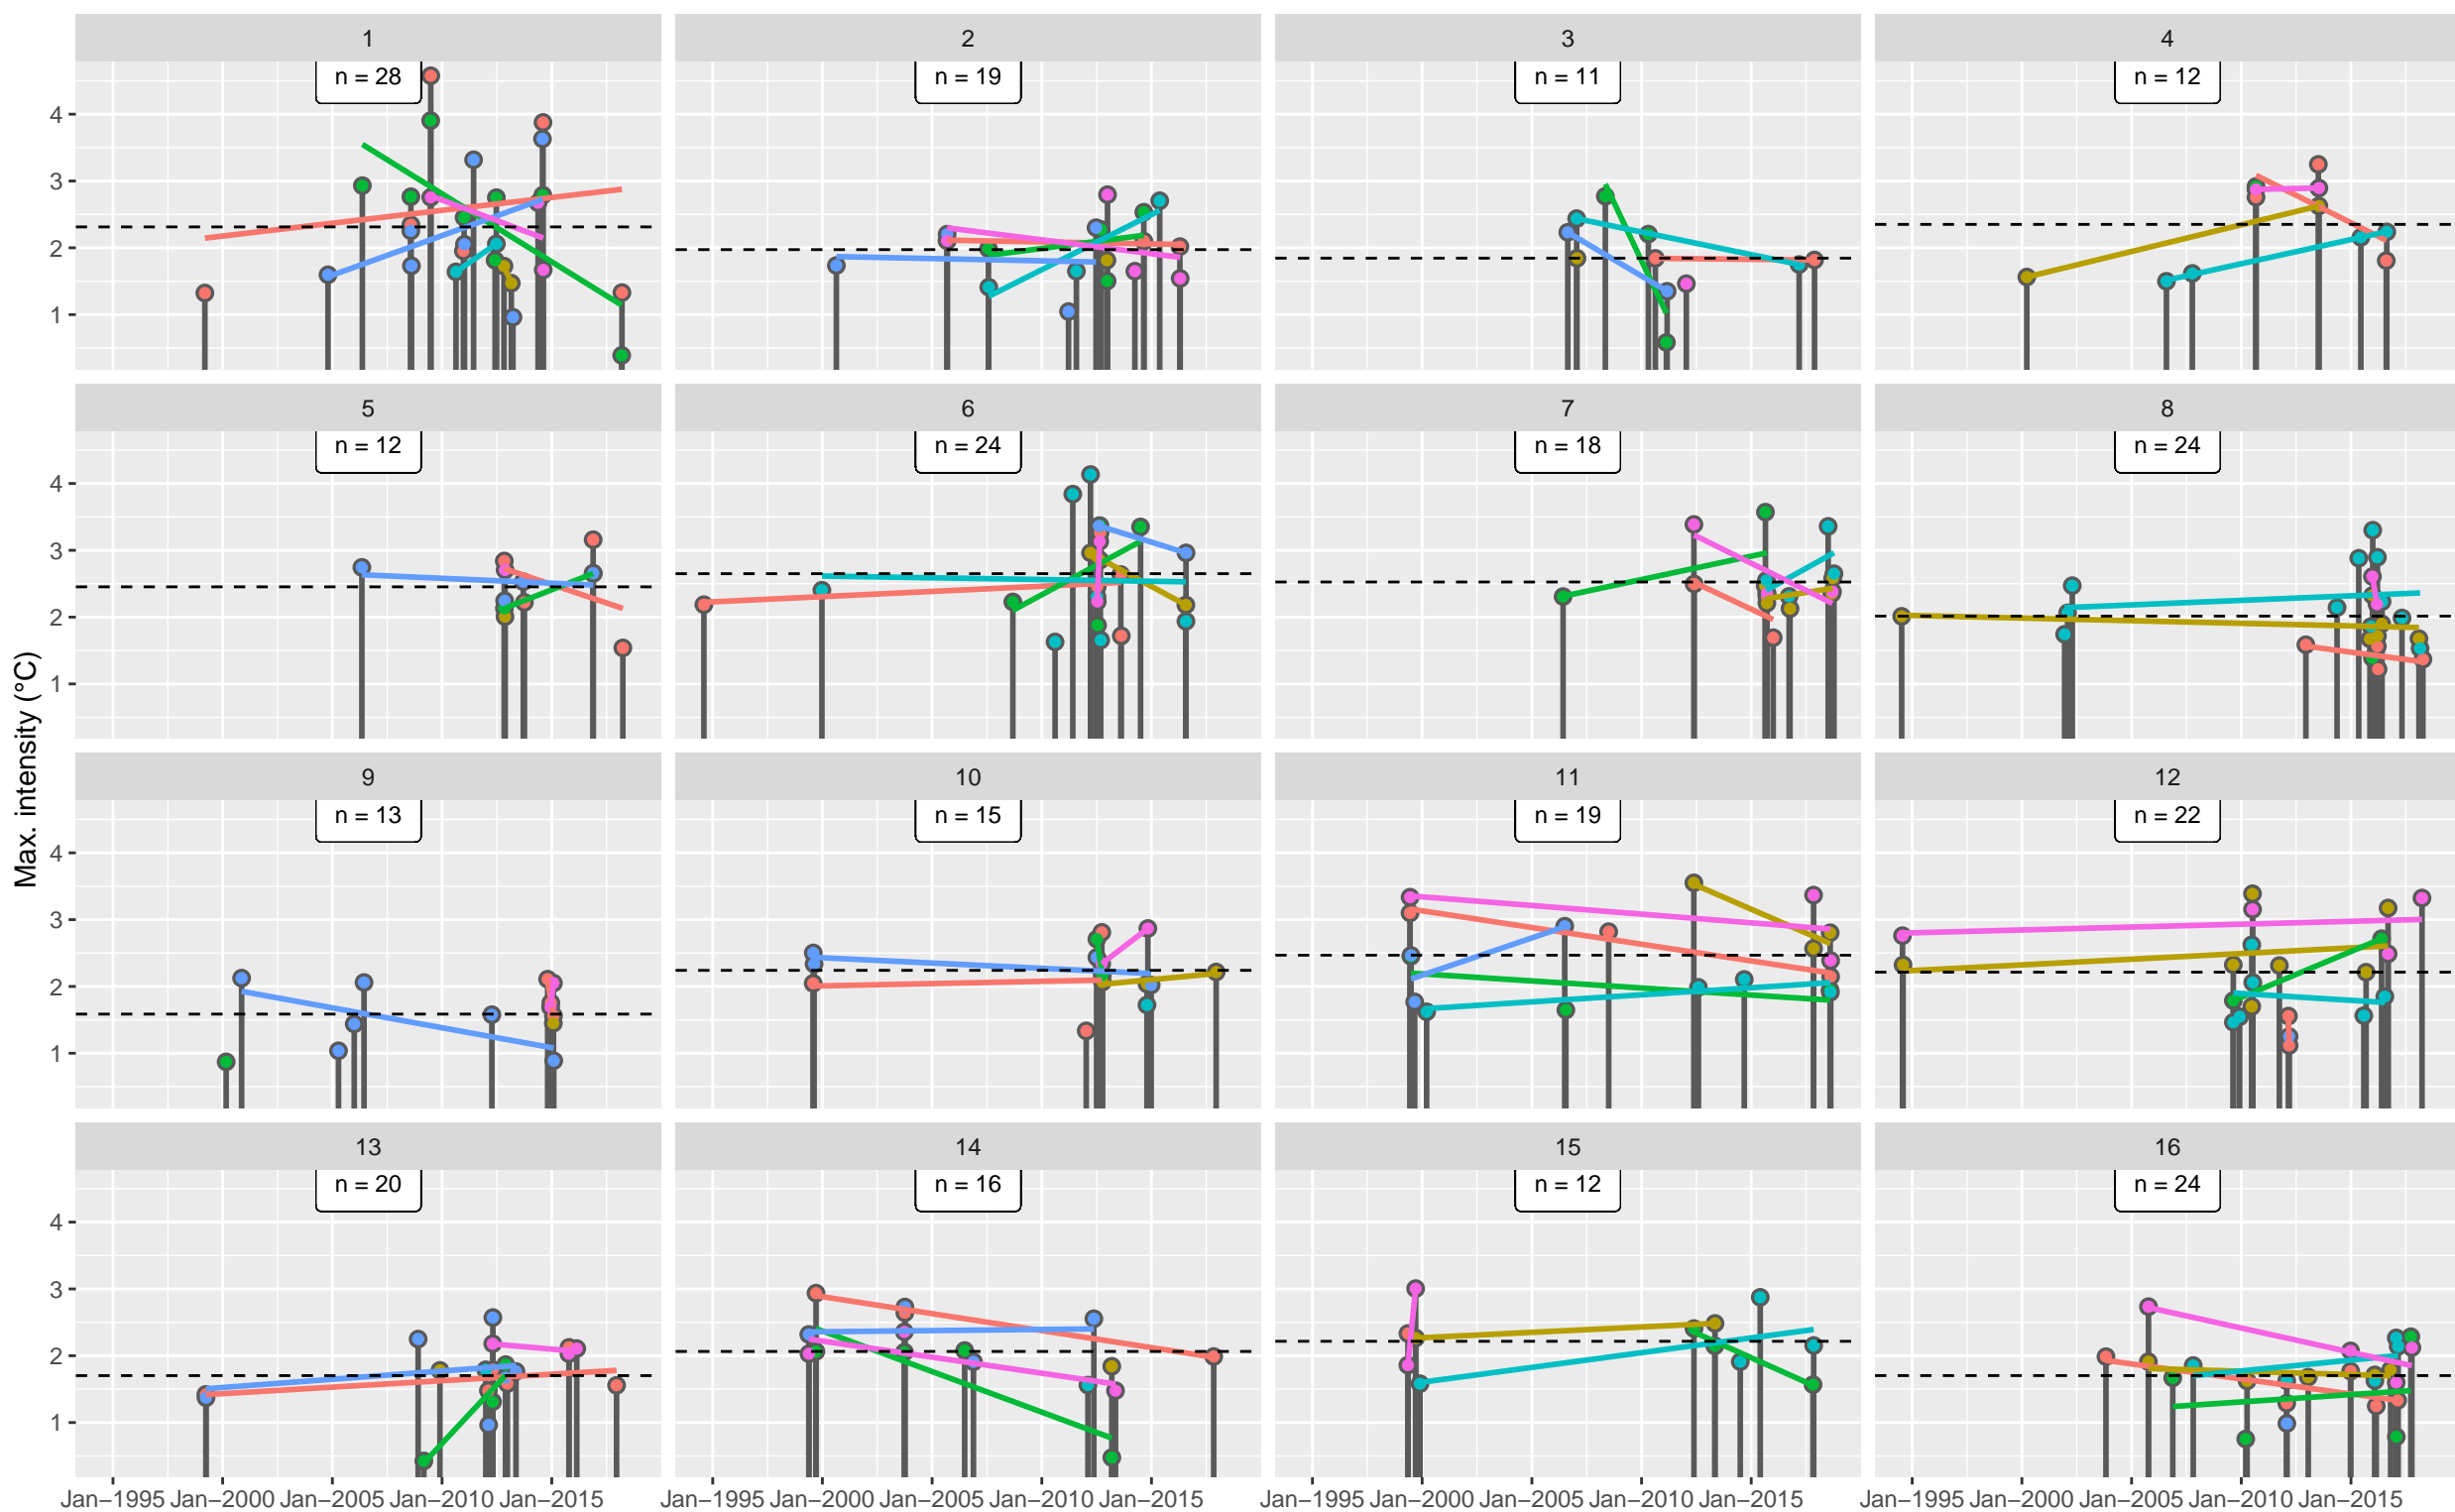 1 2 3 4
n = 28 n = 19 n = 11 n = 12
4
3
2
1
5 6 7 8
n = 12 n = 24 n = 18 n = 24
4
3
2
1
Max. intensity (°C)
9 10 11 12
n = 13 n = 15 n = 19 n = 22
4
3
2
1
13 14 15 16
n = 20 n = 16 n = 12 n = 24
4
3
2
1
Jan–1995 Jan–2000 Jan–2005 Jan–2010 Jan–2015 Jan–1995 Jan–2000 Jan–2005 Jan–2010 Jan–2015 Jan–1995 Jan–2000 Jan–2005 Jan–2010 Jan–2015 Jan–1995 Jan–2000 Jan–2005 Jan–2010 Jan–2015